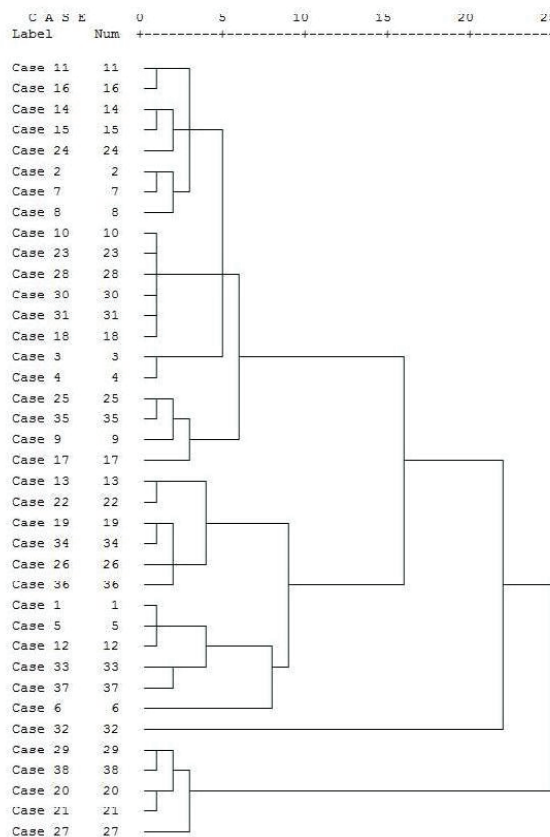 C A S E 0 5 10 15 20 25
Label Num +---------+---------+---------+---------+---------+
Case 11 11
Case 16 16
Case 14 14
Case 15 15
Case 24 24
Case 2 2
Case 7 7
Case 8 8
Case 10 10
Case 23 23
Case 28 28
Case 30 30
Case 31 31
Case 18 18
Case 3 3
Case 4 4
Case 25 25
Case 35 35
Case 9 9
Case 17 17
Case 13 13
Case 22 22
Case 19 19
Case 34 34
Case 26 26
Case 36 36
Case 1 1
Case 5 5
Case 12 12
Case 33 33
Case 37 37
Case 6 6
Case 32 32
Case 29 29
Case 38 38
Case 20 20
Case 21 21
Case 27 27